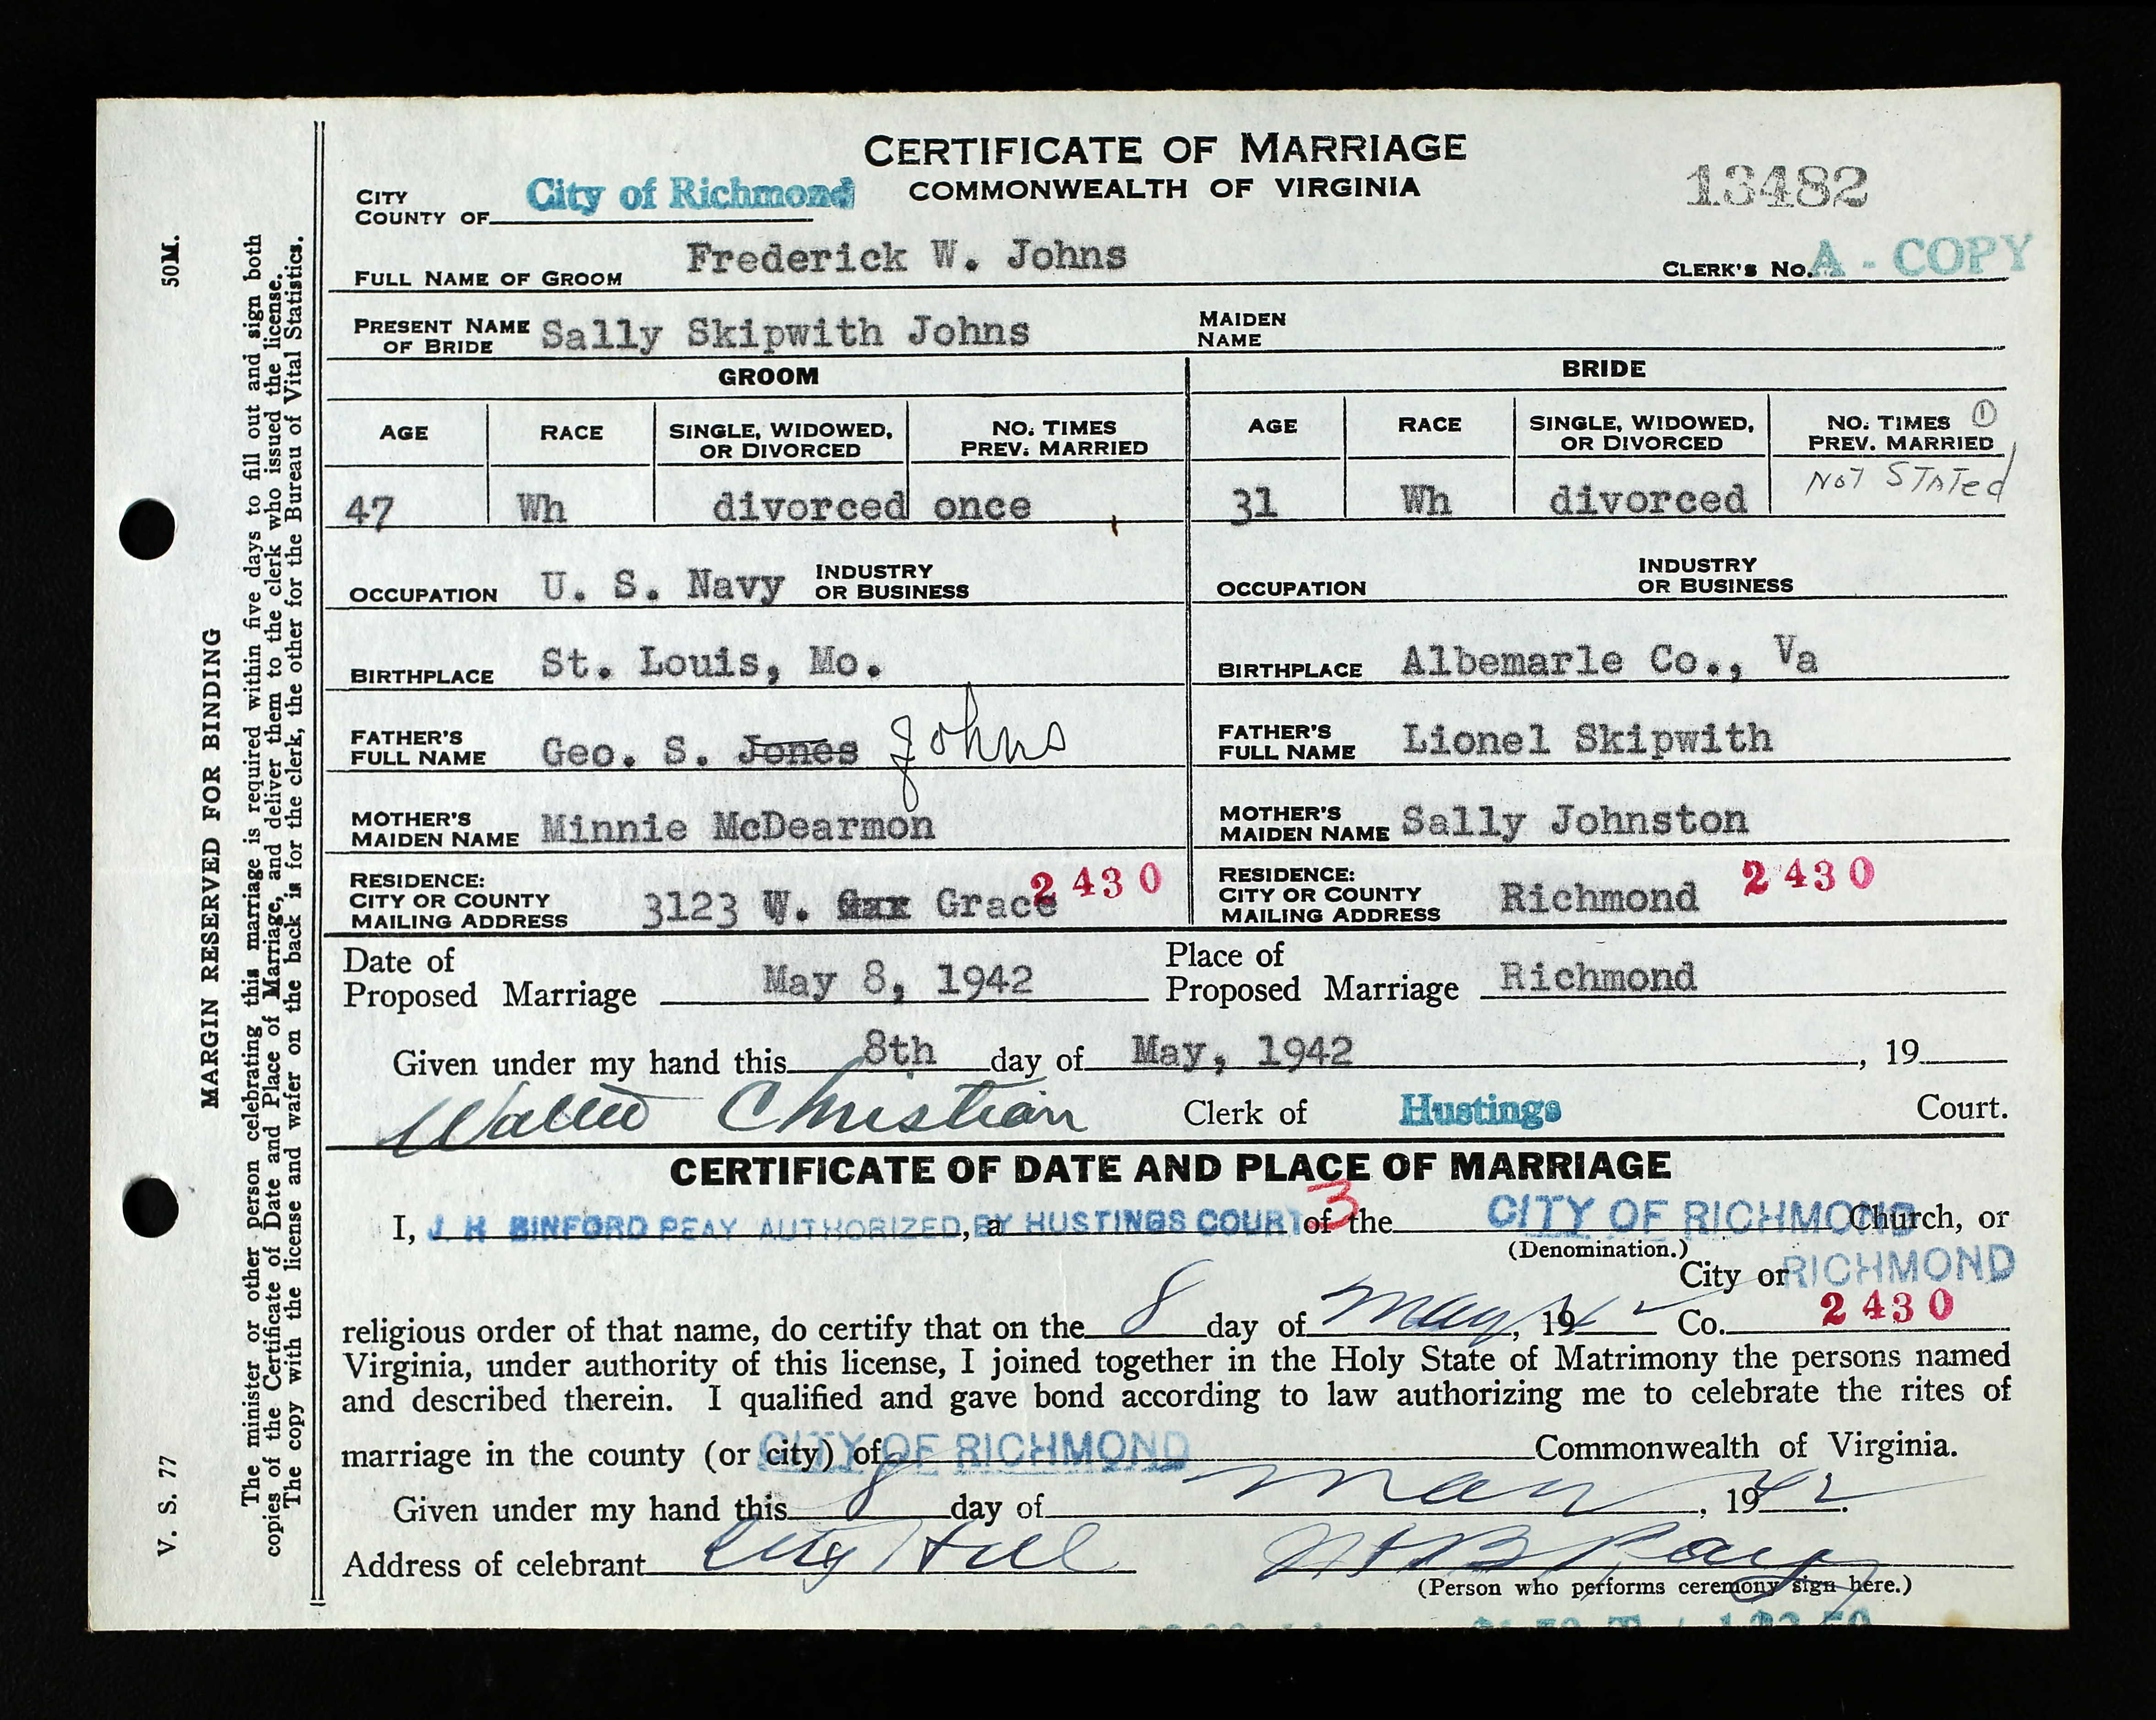 CERTIFICATE OF MARRIAGE
COMMONWEALTH OF VIRGINIA
13482
CITY
COUNTY OF City of Richmond
FULL NAME OF GROOM Frederick W. Johns
CLERK'S No. A - COPY
PRESENT NAME OF BRIDE Sally Skipwith Johns
MAIDEN NAME
GROOM
BRIDE
AGE RACE SINGLE, WIDOWED, OR DIVORCED NO. TIMES PREV. MARRIED
AGE RACE SINGLE, WIDOWED, OR DIVORCED NO. TIMES PREV. MARRIED 1
47 Wh divorced once
31 Wh divorced Not Stated
OCCUPATION U. S. Navy INDUSTRY OR BUSINESS
OCCUPATION INDUSTRY OR BUSINESS
BIRTHPLACE St. Louis, Mo.
BIRTHPLACE Albemarle Co., Va
FATHER'S FULL NAME Geo. S. Jones Johns
FATHER'S FULL NAME Lionel Skipwith
MOTHER'S MAIDEN NAME Minnie McDearmon
MOTHER'S MAIDEN NAME Sally Johnston
RESIDENCE: CITY OR COUNTY MAILING ADDRESS 3123 W. Grace 2430
RESIDENCE: CITY OR COUNTY MAILING ADDRESS Richmond 2430
Date of Proposed Marriage May 8, 1942
Place of Proposed Marriage Richmond
Given under my hand this 8th day of May, 1942, 19
Walter Christian Clerk of Hustings Court.
CERTIFICATE OF DATE AND PLACE OF MARRIAGE
3
I, J. H BINFORD PEAY AUTHORIZED, a BY HUSTINGS COURT of the CITY OF RICHMOND Church, or
(Denomination.)
City or RICHMOND
religious order of that name, do certify that on the 8 day of May, 1942 Co. 2430
Virginia, under authority of this license, I joined together in the Holy State of Matrimony the persons named
and described therein. I qualified and gave bond according to law authorizing me to celebrate the rites of
marriage in the county (or city) of CITY OF RICHMOND Commonwealth of Virginia.
Given under my hand this 8 day of May, 1942.
Address of celebrant City Hall J H B Peay
(Person who performs ceremony sign here.)
50M.
MARGIN RESERVED FOR BINDING
V. S. 77
The minister or other person celebrating this marriage is required within five days to fill out and sign both
copies of the Certificate of Date and Place of Marriage, and deliver them to the clerk who issued the license.
The copy with the license and wafer on the back is for the clerk, the other for the Bureau of Vital Statistics.